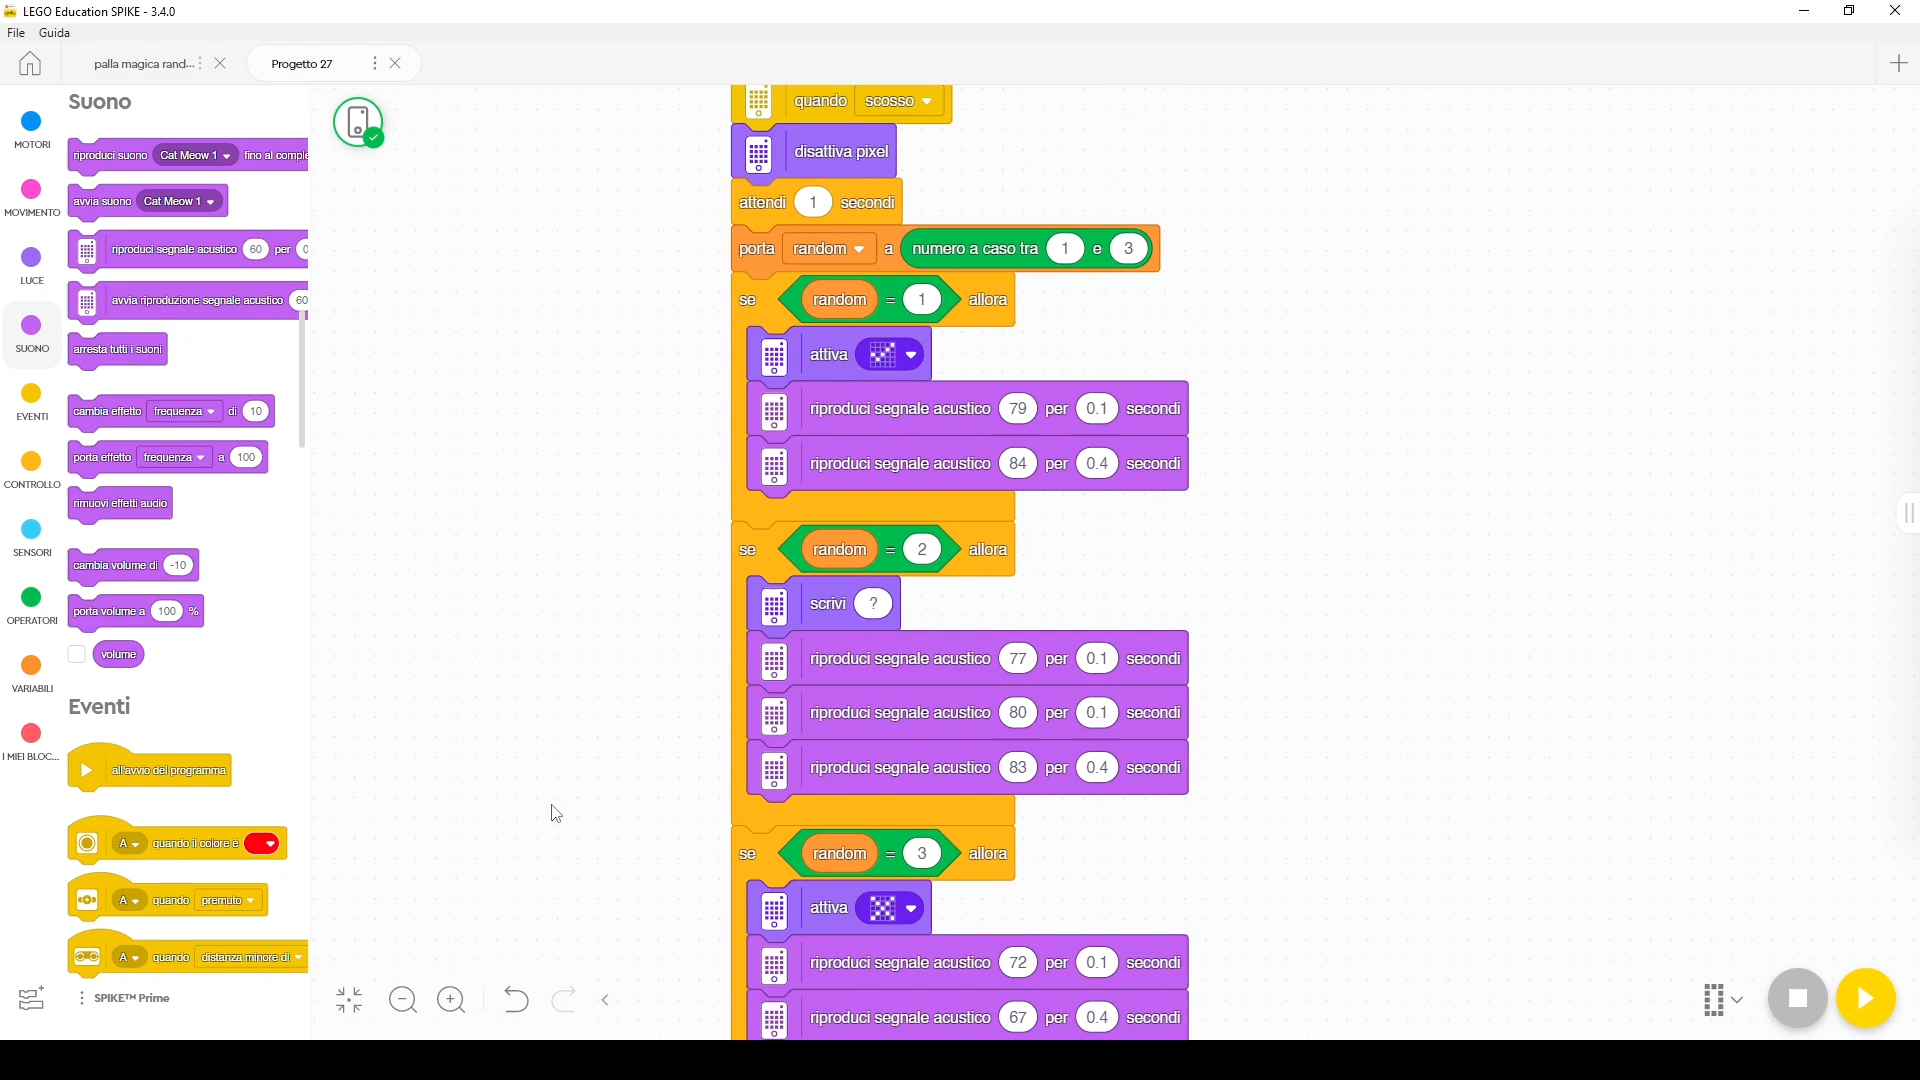 LEGO Education SPIKE - 3.4.0
File Guida
palla magica rand...
Progetto 27
MOTORI
MOVIMENTO
LUCE
SUONO
EVENTI
CONTROLLO
SENSORI
OPERATORI
VARIABILI
I MIEI BLOC...
Suono
riproduci suono Cat Meow 1 fino al comple
avvia suono Cat Meow 1
riproduci segnale acustico 60 per 0
avvia riproduzione segnale acustico 60
arresta tutti i suoni
cambia effetto frequenza di 10
porta effetto frequenza a 100
rimuovi effetti audio
cambia volume di -10
porta volume a 100 %
volume
Eventi
all'avvio del programma
A quando il colore è
A quando premuto
A quando distanza minore di
SPIKE™ Prime
quando scosso
disattiva pixel
attendi 1 secondi
porta random a numero a caso tra 1 e 3
se random = 1 allora
attiva
riproduci segnale acustico 79 per 0.1 secondi
riproduci segnale acustico 84 per 0.4 secondi
se random = 2 allora
scrivi ?
riproduci segnale acustico 77 per 0.1 secondi
riproduci segnale acustico 80 per 0.1 secondi
riproduci segnale acustico 83 per 0.4 secondi
se random = 3 allora
attiva
riproduci segnale acustico 72 per 0.1 secondi
riproduci segnale acustico 67 per 0.4 secondi